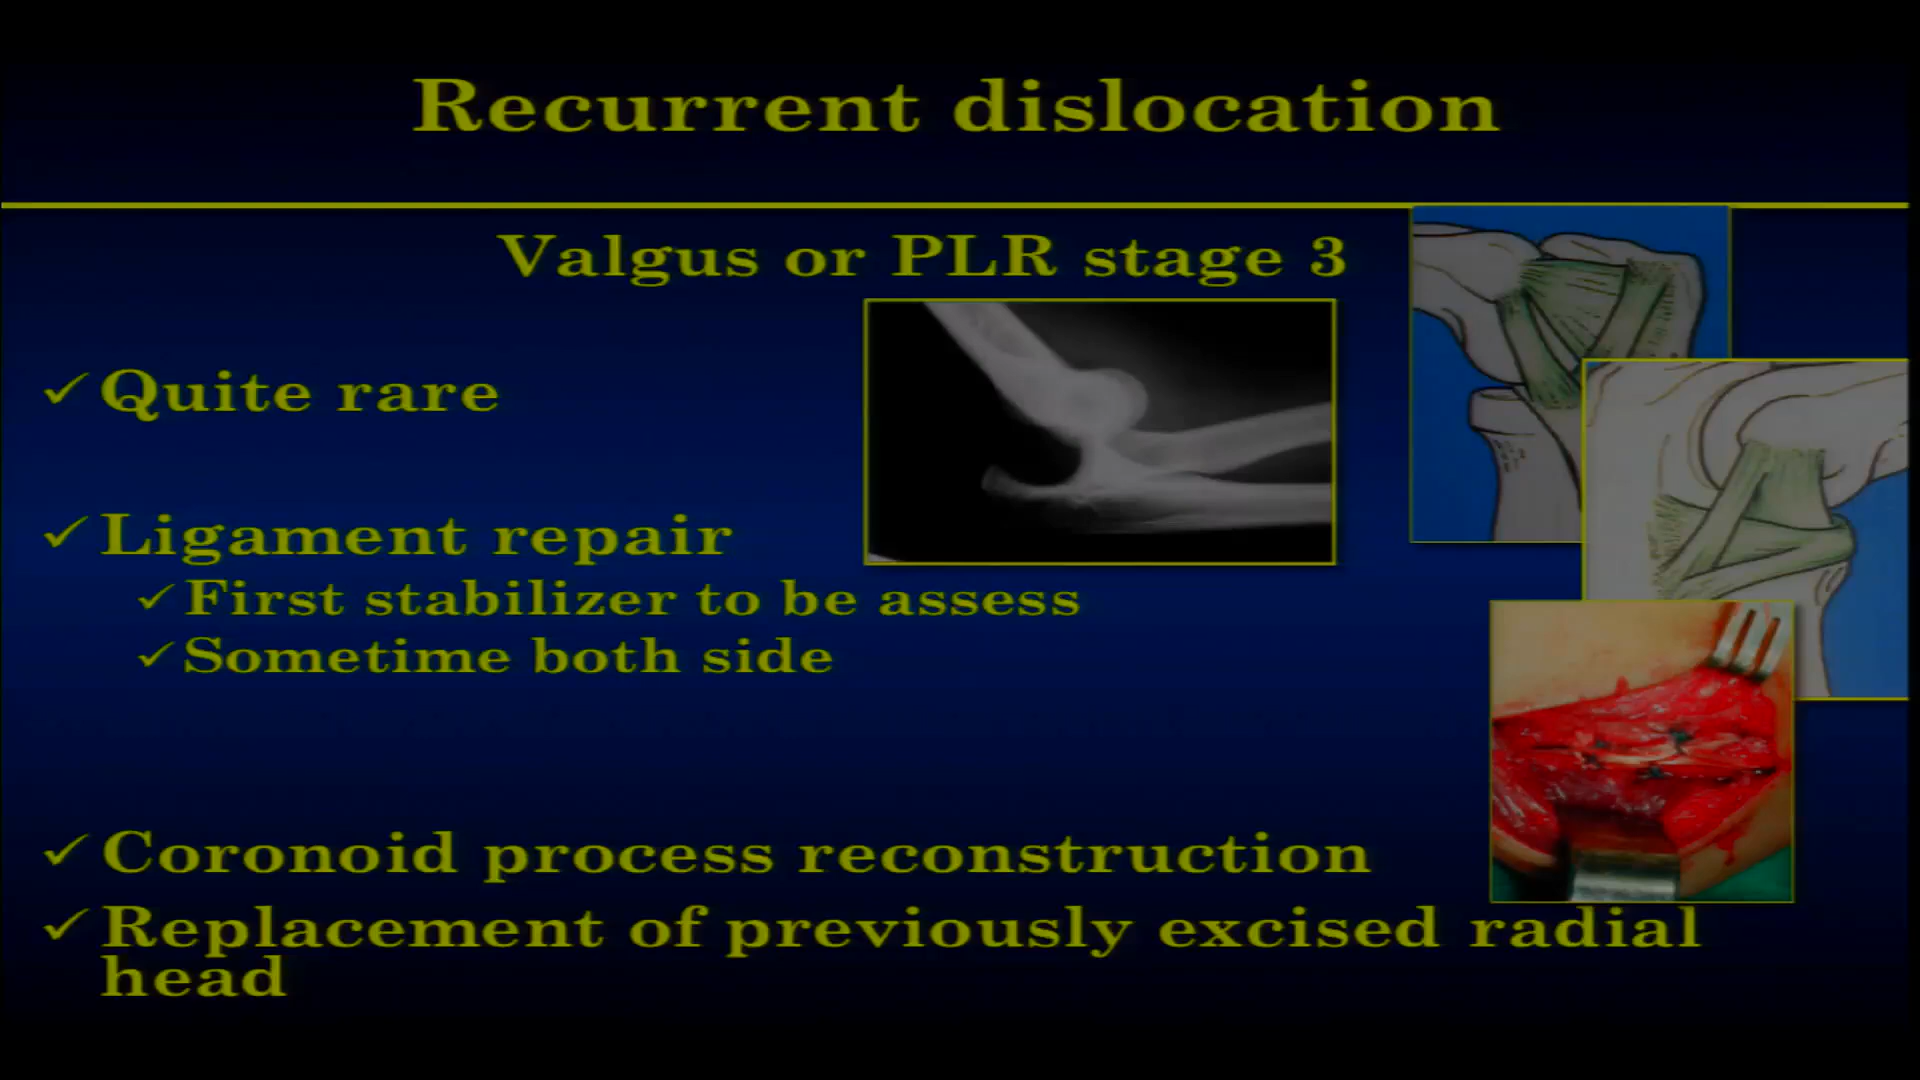 Recurrent dislocation
Valgus or PLR stage 3
✓ Quite rare
✓ Ligament repair
✓ First stabilizer to be assess
✓ Sometime both side
✓ Coronoid process reconstruction
✓ Replacement of previously excised radial
head